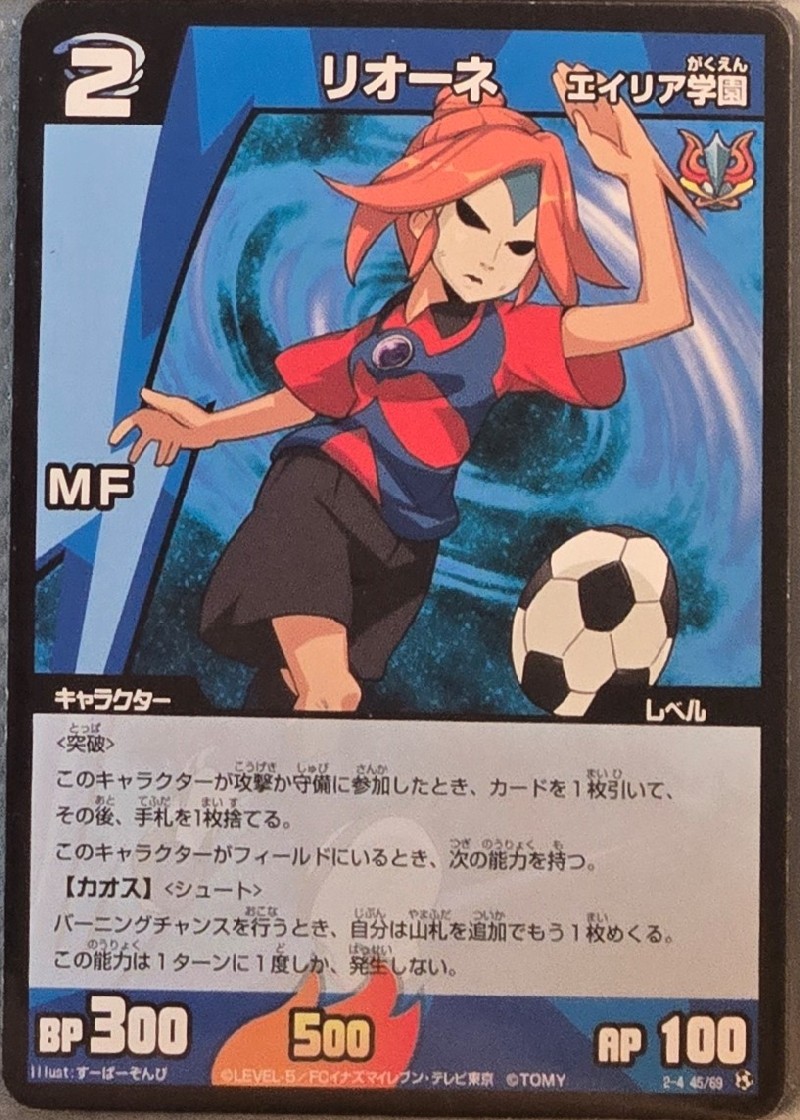 2
リオーネ
がくえん
エイリア学園
MF
キャラクター
レベル
とっぱ
<突破>
こうげき しゅび さんか まい ひ
このキャラクターが攻撃か守備に参加したとき、カードを1枚引いて、
あと てふだ まい す
その後、手札を1枚捨てる。
つぎ のうりょく も
このキャラクターがフィールドにいるとき、次の能力を持つ。
【カオス】<シュート>
おこな じぶん やまふだ ついか まい
バーニングチャンスを行うとき、自分は山札を追加でもう1枚めくる。
のうりょく ど はっせい
この能力は1ターンに1度しか、発生しない。
BP 300
500
AP 100
Illust:すーぱーぞんび
©LEVEL-5/FCイナズマイレブン・テレビ東京 ©TOMY
2-4 45/69